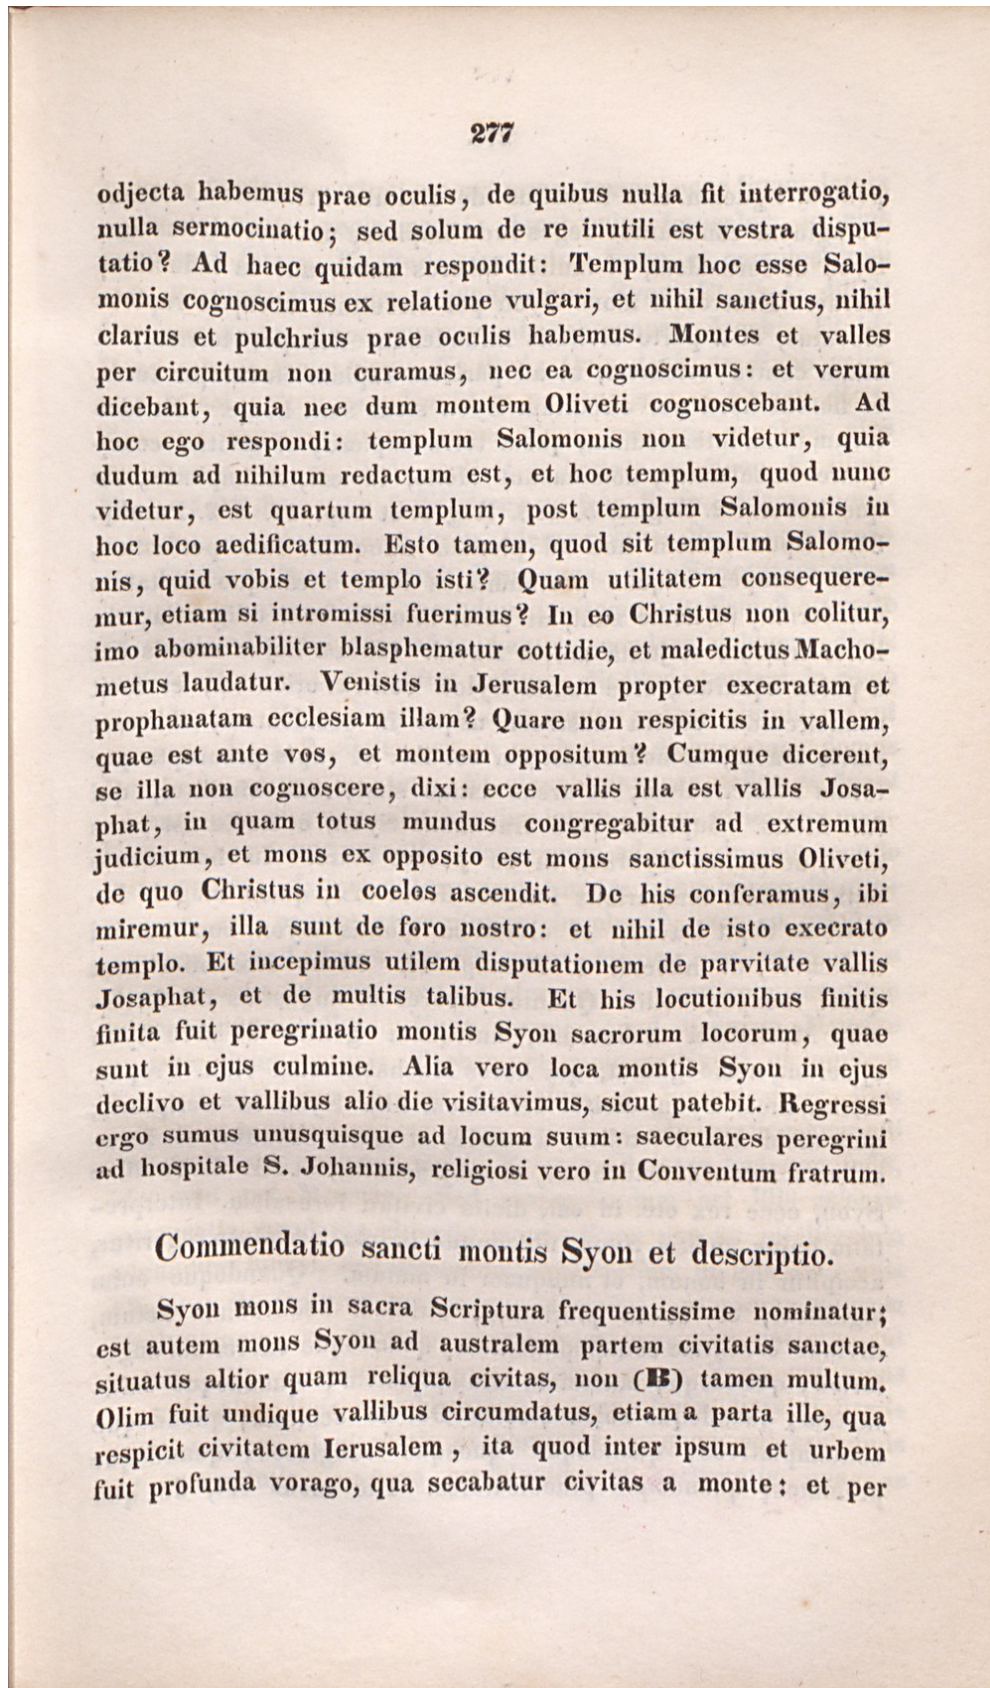 277
odjecta habemus prae oculis, de quibus nulla fit interrogatio,
nulla sermocinatio; sed solum de re inutili est vestra dispu-
tatio? Ad haec quidam respondit: Templum hoc esse Salo-
monis cognoscimus ex relatione vulgari, et nihil sanctius, nihil
clarius et pulchrius prae oculis habemus. Montes et valles
per circuitum non curamus, nec ea cognoscimus: et verum
dicebant, quia nec dum montem Oliveti cognoscebant. Ad
hoc ego respondi: templum Salomonis non videtur, quia
dudum ad nihilum redactum est, et hoc templum, quod nunc
videtur, est quartum templum, post templum Salomonis in
hoc loco aedificatum. Esto tamen, quod sit templum Salomo-
nis, quid vobis et templo isti? Quam utilitatem consequere-
mur, etiam si intromissi fuerimus? In eo Christus non colitur,
imo abominabiliter blasphematur cottidie, et maledictus Macho-
metus laudatur. Venistis in Jerusalem propter execratam et
prophanatam ecclesiam illam? Quare non respicitis in vallem,
quae est ante vos, et montem oppositum? Cumque dicerent,
se illa non cognoscere, dixi: ecce vallis illa est vallis Josa-
phat, in quam totus mundus congregabitur ad extremum
judicium, et mons ex opposito est mons sanctissimus Oliveti,
de quo Christus in coelos ascendit. De his conferamus, ibi
miremur, illa sunt de foro nostro: et nihil de isto execrato
templo. Et incepimus utilem disputationem de parvitate vallis
Josaphat, et de multis talibus. Et his locutionibus finitis
finita fuit peregrinatio montis Syon sacrorum locorum, quae
sunt in ejus culmine. Alia vero loca montis Syon in ejus
declivo et vallibus alio die visitavimus, sicut patebit. Regressi
ergo sumus unusquisque ad locum suum: saeculares peregrini
ad hospitale S. Johannis, religiosi vero in Conventum fratrum.
Commendatio sancti montis Syon et descriptio.
Syon mons in sacra Scriptura frequentissime nominatur;
est autem mons Syon ad australem partem civitatis sanctae,
situatus altior quam reliqua civitas, non (B) tamen multum.
Olim fuit undique vallibus circumdatus, etiam a parta ille, qua
respicit civitatem Ierusalem, ita quod inter ipsum et urbem
fuit profunda vorago, qua secabatur civitas a monte: et per